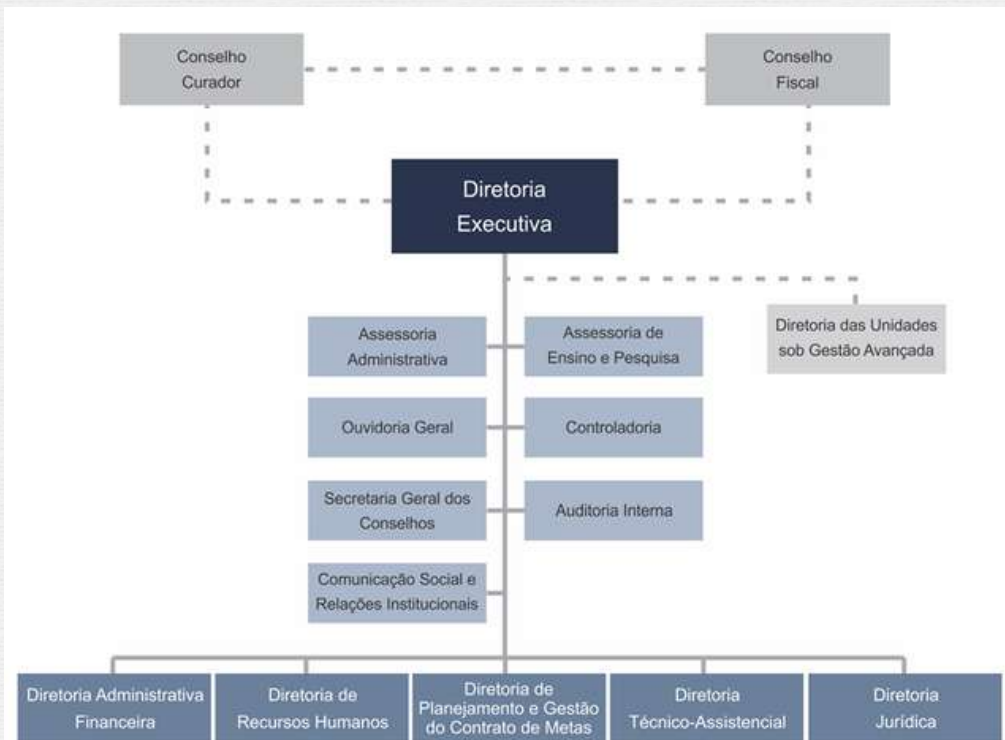 Conselho
Curador
Conselho
Fiscal
Diretoria
Executiva
Diretoria das Unidades
sob Gestão Avançada
Assessoria
Administrativa
Assessoria de
Ensino e Pesquisa
Ouvidoria Geral
Controladoria
Secretaria Geral dos
Conselhos
Auditoria Interna
Comunicação Social e
Relações Institucionais
Diretoria Administrativa
Financeira
Diretoria de
Recursos Humanos
Diretoria de
Planejamento e Gestão
do Contrato de Metas
Diretoria
Técnico-Assistencial
Diretoria
Jurídica